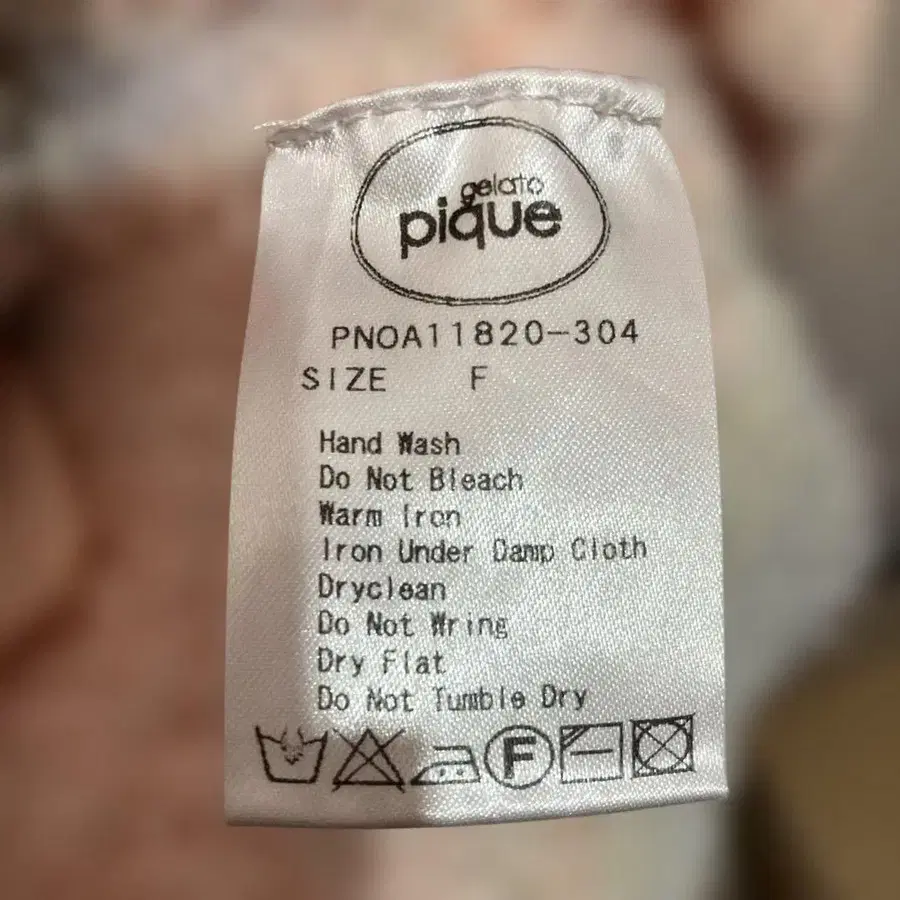 gelato
pique
PNOA11820-304
SIZE F
Hand Wash
Do Not Bleach
Warm Iron
Iron Under Damp Cloth
Dryclean
Do Not Wring
Dry Flat
Do Not Tumble Dry
F